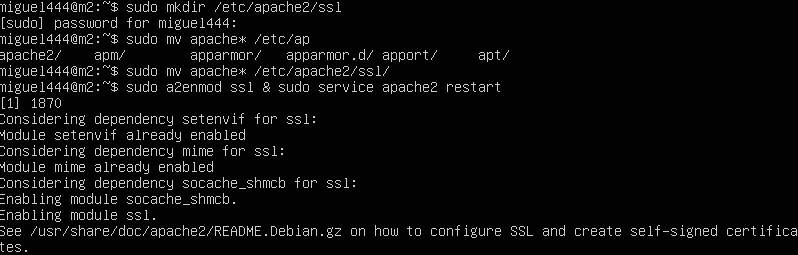 miguel444@m2:~$ sudo mkdir /etc/apache2/ssl
[sudo] password for miguel444:
miguel444@m2:~$ sudo mv apache* /etc/ap
apache2/    apm/        apparmor/   apparmor.d/ apport/     apt/
miguel444@m2:~$ sudo mv apache* /etc/apache2/ssl/
miguel444@m2:~$ sudo a2enmod ssl & sudo service apache2 restart
[1] 1870
Considering dependency setenvif for ssl:
Module setenvif already enabled
Considering dependency mime for ssl:
Module mime already enabled
Considering dependency socache_shmcb for ssl:
Enabling module socache_shmcb.
Enabling module ssl.
See /usr/share/doc/apache2/README.Debian.gz on how to configure SSL and create self-signed certifica
tes.